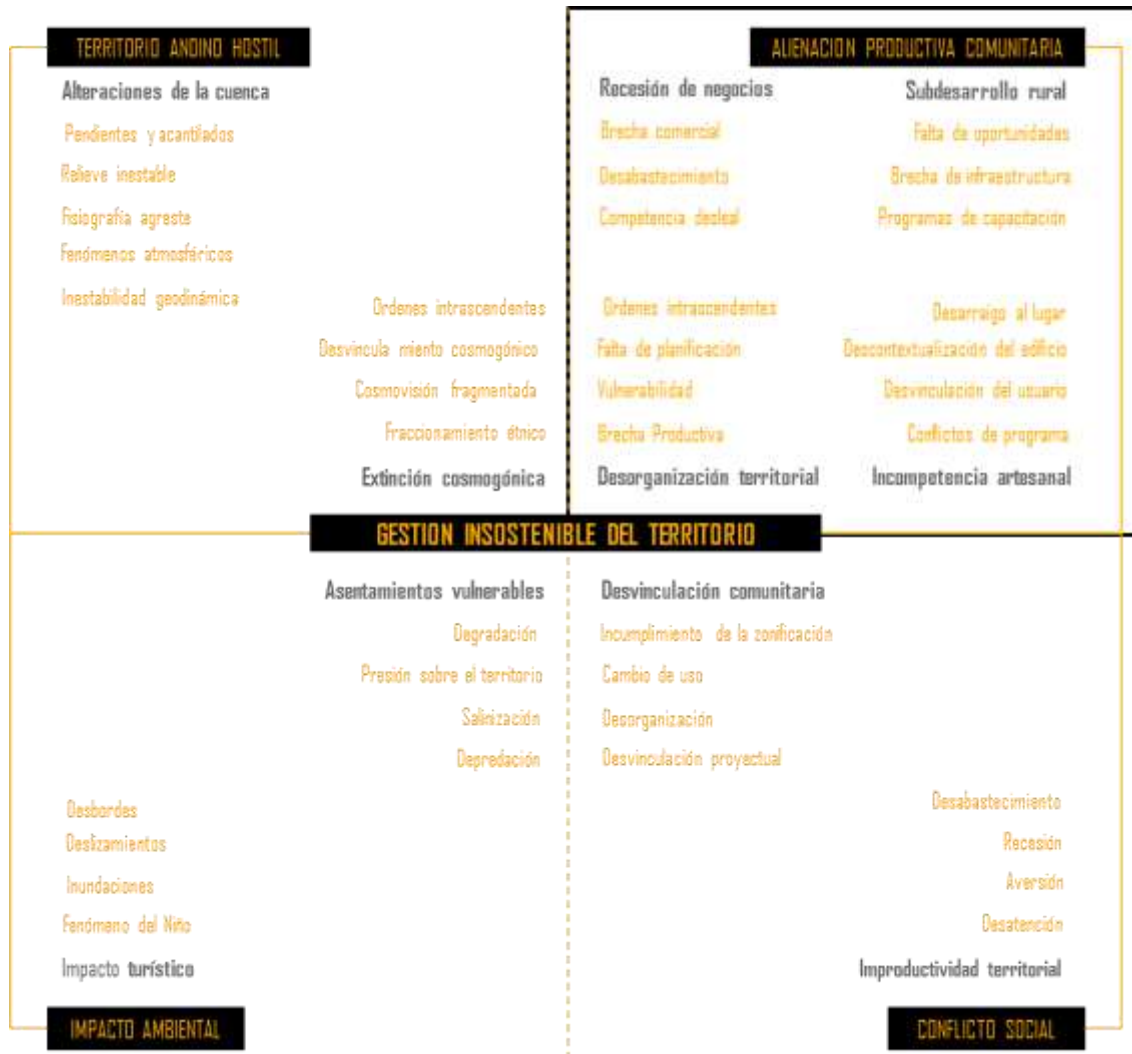 TERRITORIO ANDINO HOSTIL
Alteraciones de la cuenca
Pendientes y acantilados
Relieve inestable
Fisiografía agreste
Fenómenos atmosféricos
Inestabilidad geodinámica
Ordenes intrascendentes
Desvincula miento cosmogónico
Cosmovisión fragmentada
Fraccionamiento étnico
Extinción cosmogónica
ALIENACION PRODUCTIVA COMUNITARIA
Recesión de negocios
Brecha comercial
Desabastecimiento
Competencia desleal
Subdesarrollo rural
Falta de oportunidades
Brecha de infraestructura
Programas de capacitación
Ordenes intrascendentes
Falta de planificación
Vulnerabilidad
Brecha Productiva
Desorganización territorial
Desarraigo al lugar
Descontextualización del edificio
Desvinculación del usuario
Conflictos de programa
Incompetencia artesanal
GESTION INSOSTENIBLE DEL TERRITORIO
Asentamientos vulnerables
Degradación
Presión sobre el territorio
Salinización
Depredación
Desbordes
Deslizamientos
Inundaciones
Fenómeno del Niño
Impacto turístico
IMPACTO AMBIENTAL
Desvinculación comunitaria
Incumplimiento de la zonificación
Cambio de uso
Desorganización
Desvinculación proyectual
Desabastecimiento
Recesión
Aversión
Desatención
Improductividad territorial
CONFLICTO SOCIAL